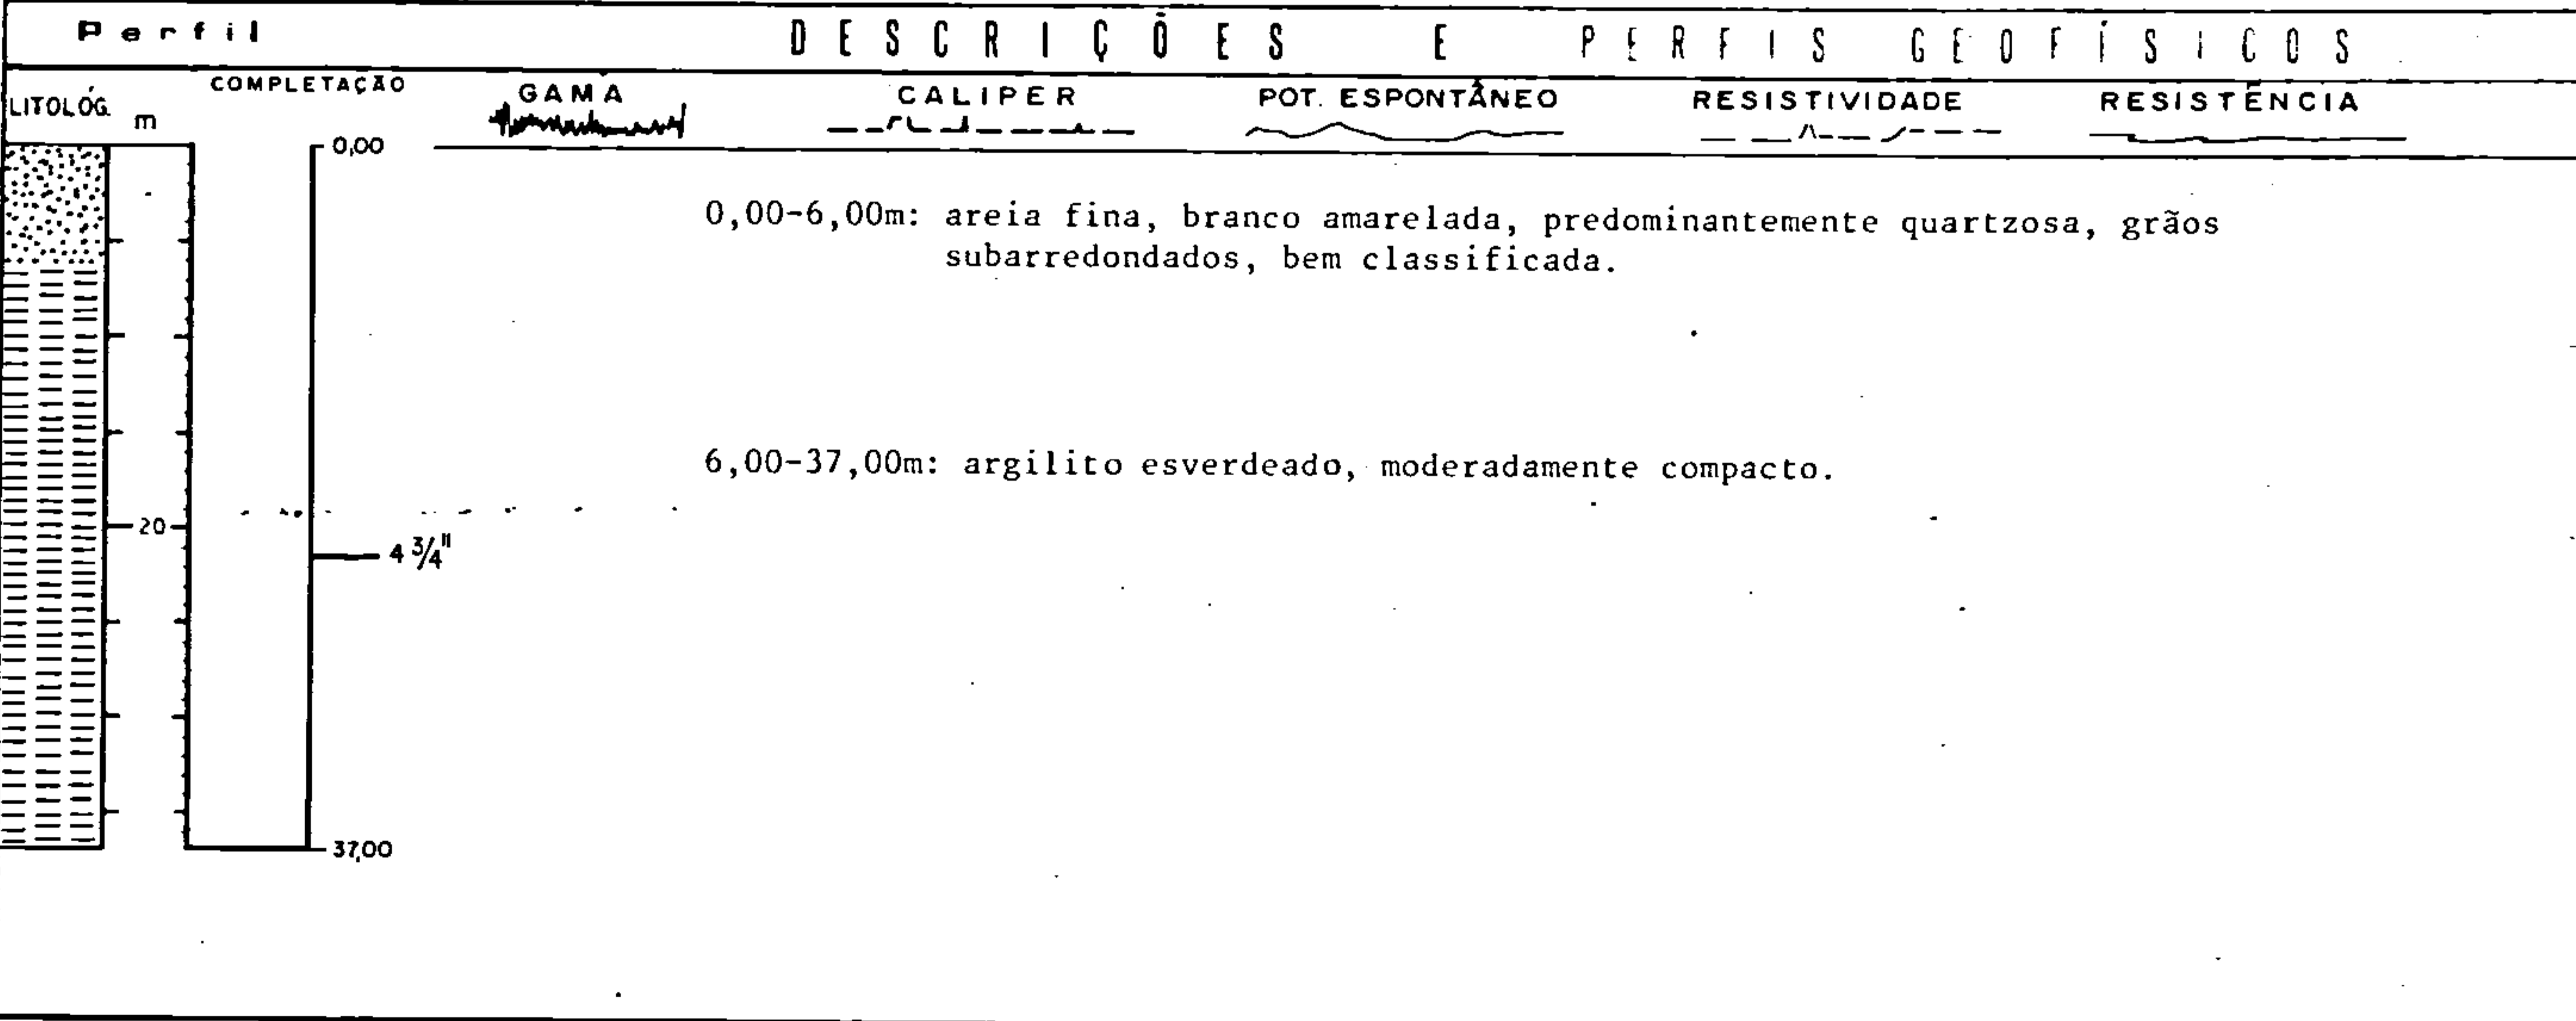 Perfil
DESCRIÇÕES E PERFIS GEOFÍSICOS
LITOLÓG.
m
COMPLETAÇÃO
GAMA
CALIPER
POT. ESPONTÂNEO
RESISTIVIDADE
RESISTÊNCIA
0,00
0,00-6,00m: areia fina, branco amarelada, predominantemente quartzosa, grãos
subarredondados, bem classificada.
6,00-37,00m: argilito esverdeado, moderadamente compacto.
20
4 3/4"
37,00